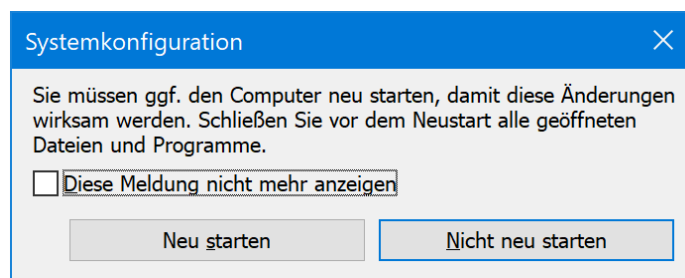 Systemkonfiguration
Sie müssen ggf. den Computer neu starten, damit diese Änderungen
wirksam werden. Schließen Sie vor dem Neustart alle geöffneten
Dateien und Programme.
Diese Meldung nicht mehr anzeigen
Neu starten
Nicht neu starten